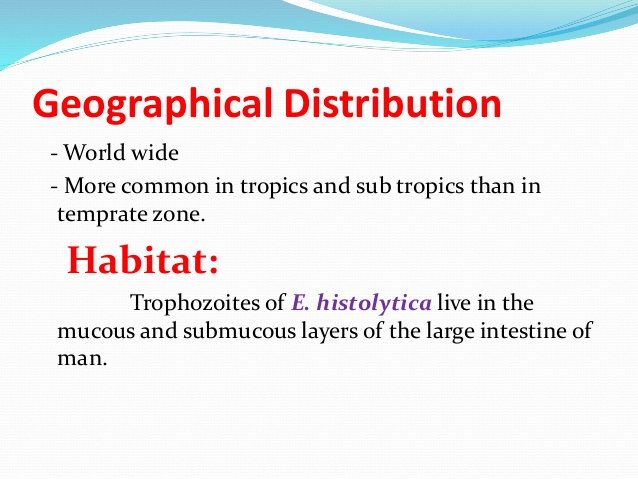 Geographical Distribution
- World wide
- More common in tropics and sub tropics than in
temprate zone.
Habitat:
Trophozoites of E. histolytica live in the
mucous and submucous layers of the large intestine of
man.